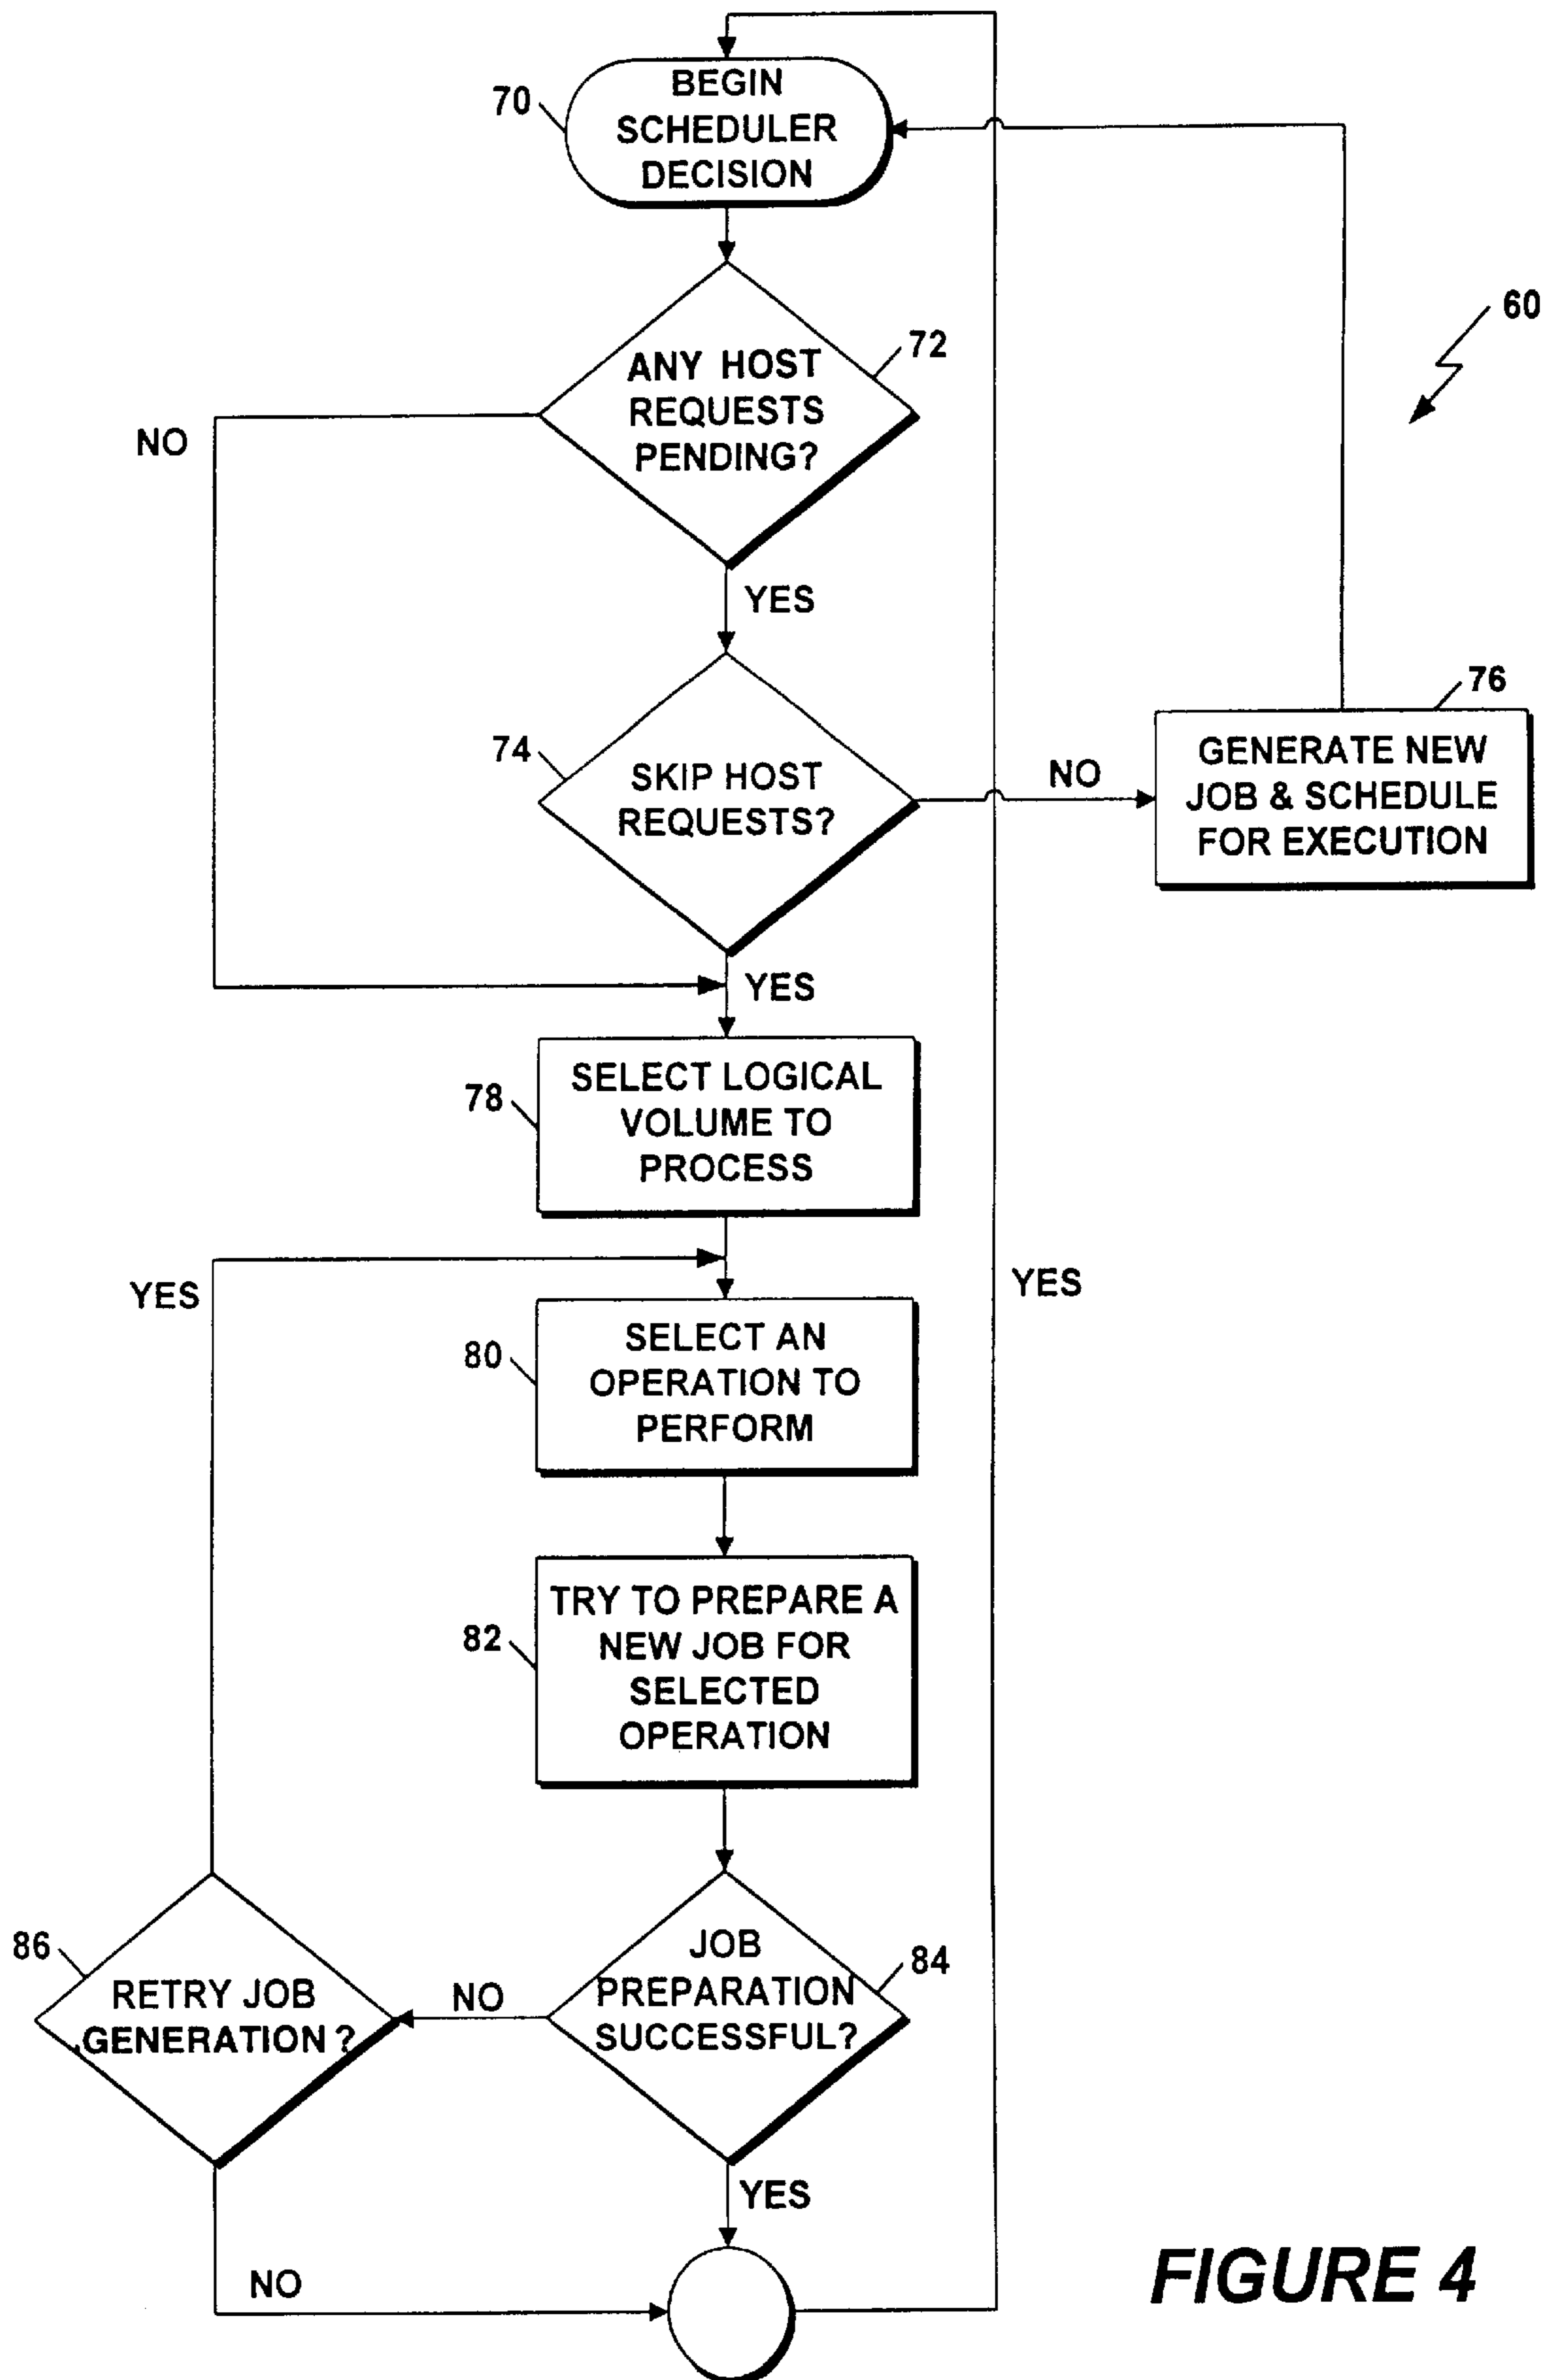 BEGIN
SCHEDULER
DECISION
70
60
ANY HOST
REQUESTS
PENDING?
72
NO
YES
76
GENERATE NEW
JOB & SCHEDULE
FOR EXECUTION
74
SKIP HOST
REQUESTS?
NO
YES
78
SELECT LOGICAL
VOLUME TO
PROCESS
YES
YES
80
SELECT AN
OPERATION TO
PERFORM
82
TRY TO PREPARE A
NEW JOB FOR
SELECTED
OPERATION
86
RETRY JOB
GENERATION ?
NO
JOB
PREPARATION
SUCCESSFUL?
84
YES
NO
FIGURE 4